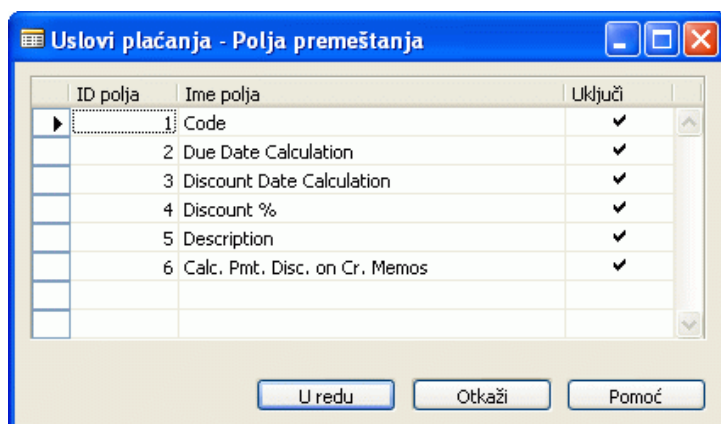 Uslovi plaćanja - Polja premeštanja
ID polja Ime polja Uključi
1 Code
2 Due Date Calculation
3 Discount Date Calculation
4 Discount %
5 Description
6 Calc. Pmt. Disc. on Cr. Memos
U redu Otkaži Pomoć